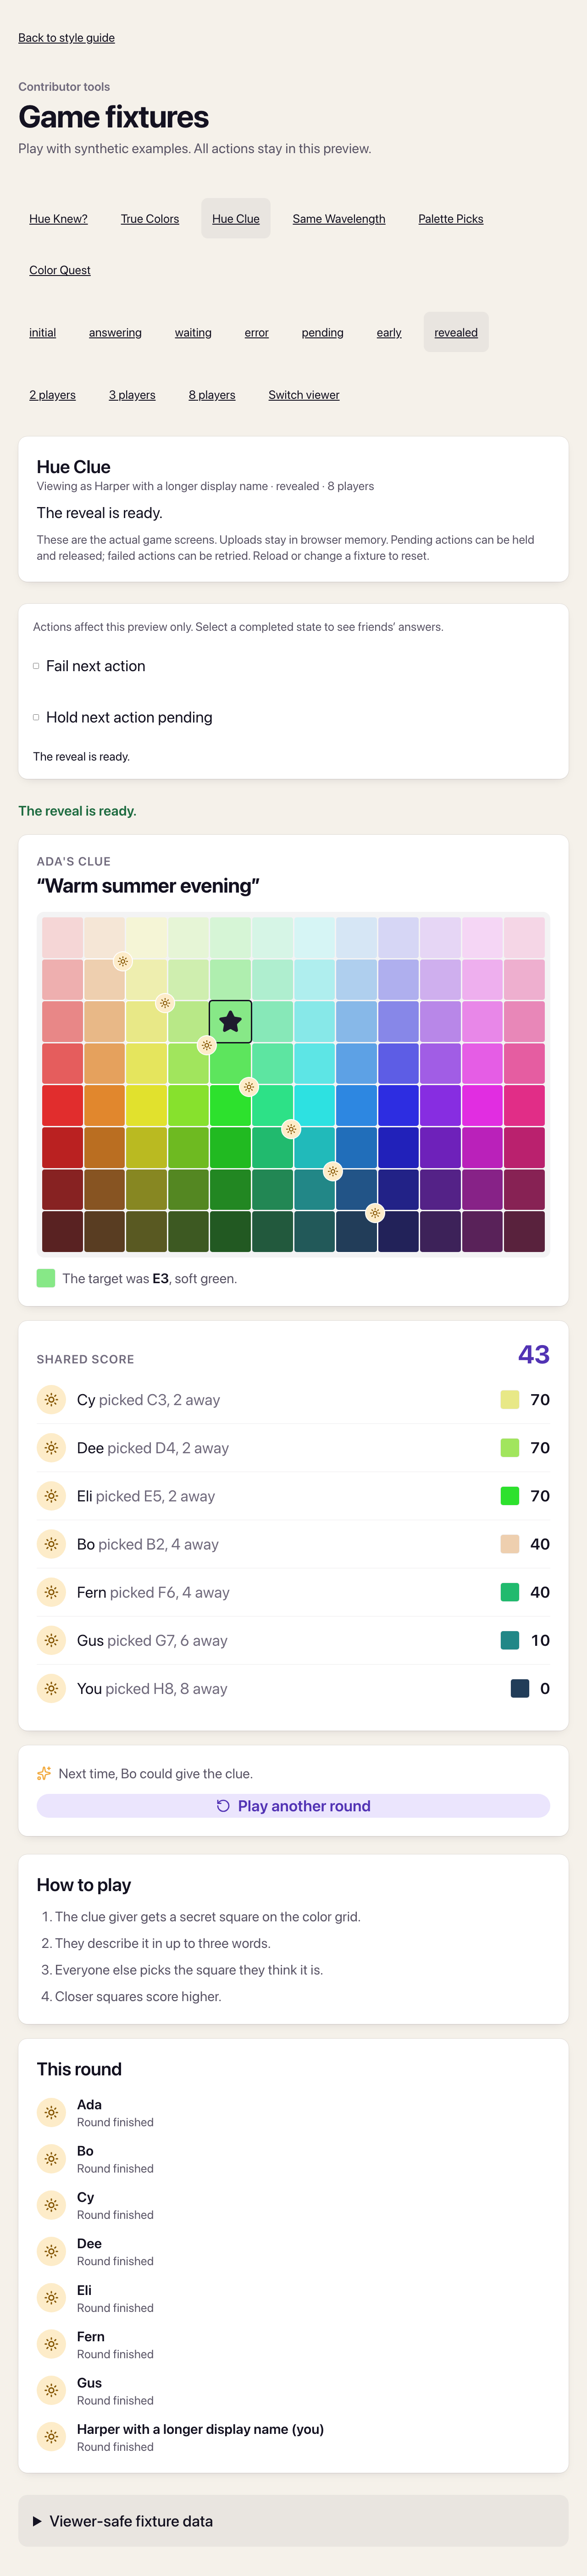 Back to style guide
Contributor tools
Game fixtures
Play with synthetic examples. All actions stay in this preview.
Hue Knew? True Colors Hue Clue Same Wavelength Palette Picks
Color Quest
initial answering waiting error pending early revealed
2 players 3 players 8 players Switch viewer
Hue Clue
Viewing as Harper with a longer display name · revealed · 8 players
The reveal is ready.
These are the actual game screens. Uploads stay in browser memory. Pending actions can be held
and released; failed actions can be retried. Reload or change a fixture to reset.
Actions affect this preview only. Select a completed state to see friends’ answers.
Fail next action
Hold next action pending
The reveal is ready.
The reveal is ready.
ADA'S CLUE
“Warm summer evening”
The target was E3, soft green.
SHARED SCORE 43
Cy picked C3, 2 away 70
Dee picked D4, 2 away 70
Eli picked E5, 2 away 70
Bo picked B2, 4 away 40
Fern picked F6, 4 away 40
Gus picked G7, 6 away 10
You picked H8, 8 away 0
Next time, Bo could give the clue.
Play another round
How to play
1. The clue giver gets a secret square on the color grid.
2. They describe it in up to three words.
3. Everyone else picks the square they think it is.
4. Closer squares score higher.
This round
Ada
Round finished
Bo
Round finished
Cy
Round finished
Dee
Round finished
Eli
Round finished
Fern
Round finished
Gus
Round finished
Harper with a longer display name (you)
Round finished
Viewer-safe fixture data